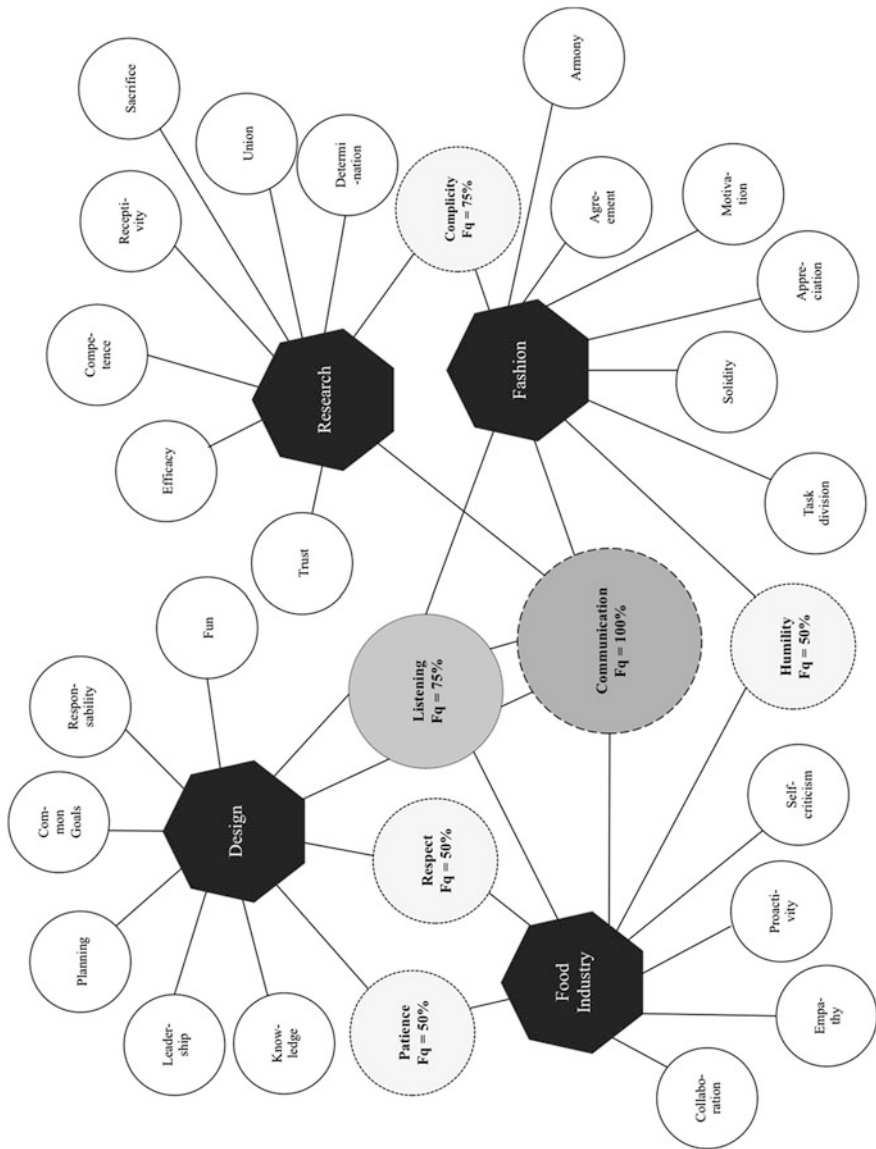 Com-
mon
Goals
Planning
Respon-
sability
Compe-
tence
Recepti-
vity
Sacrifice
Efficacy
Leader-
ship
Fun
Design
Union
Know-
ledge
Trust
Research
Determi
-nation
Patience
Fq = 50%
Respect
Fq = 50%
Listening
Fq = 75%
Complicity
Fq = 75%
Fashion
Food
Industry
Armony
Agre-
ement
Communication
Fq = 100%
Collabo-
ration
Solidity
Motiva-
tion
Proacti-
vity
Humility
Fq = 50%
Self-
criticism
Appre-
ciation
Task
division
Empa-
thy